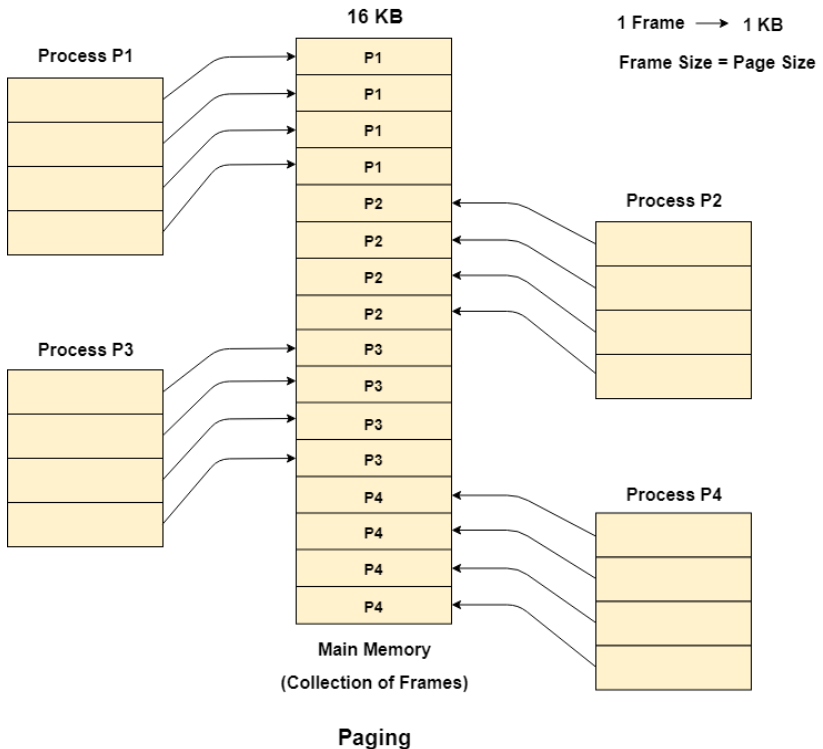 16 KB
1 Frame → 1 KB
Frame Size = Page Size
Process P1
P1
P1
P1
P1
P2
P2
P2
P2
P3
P3
P3
P3
P4
P4
P4
P4
Process P2
Process P3
Process P4
Main Memory
(Collection of Frames)
Paging